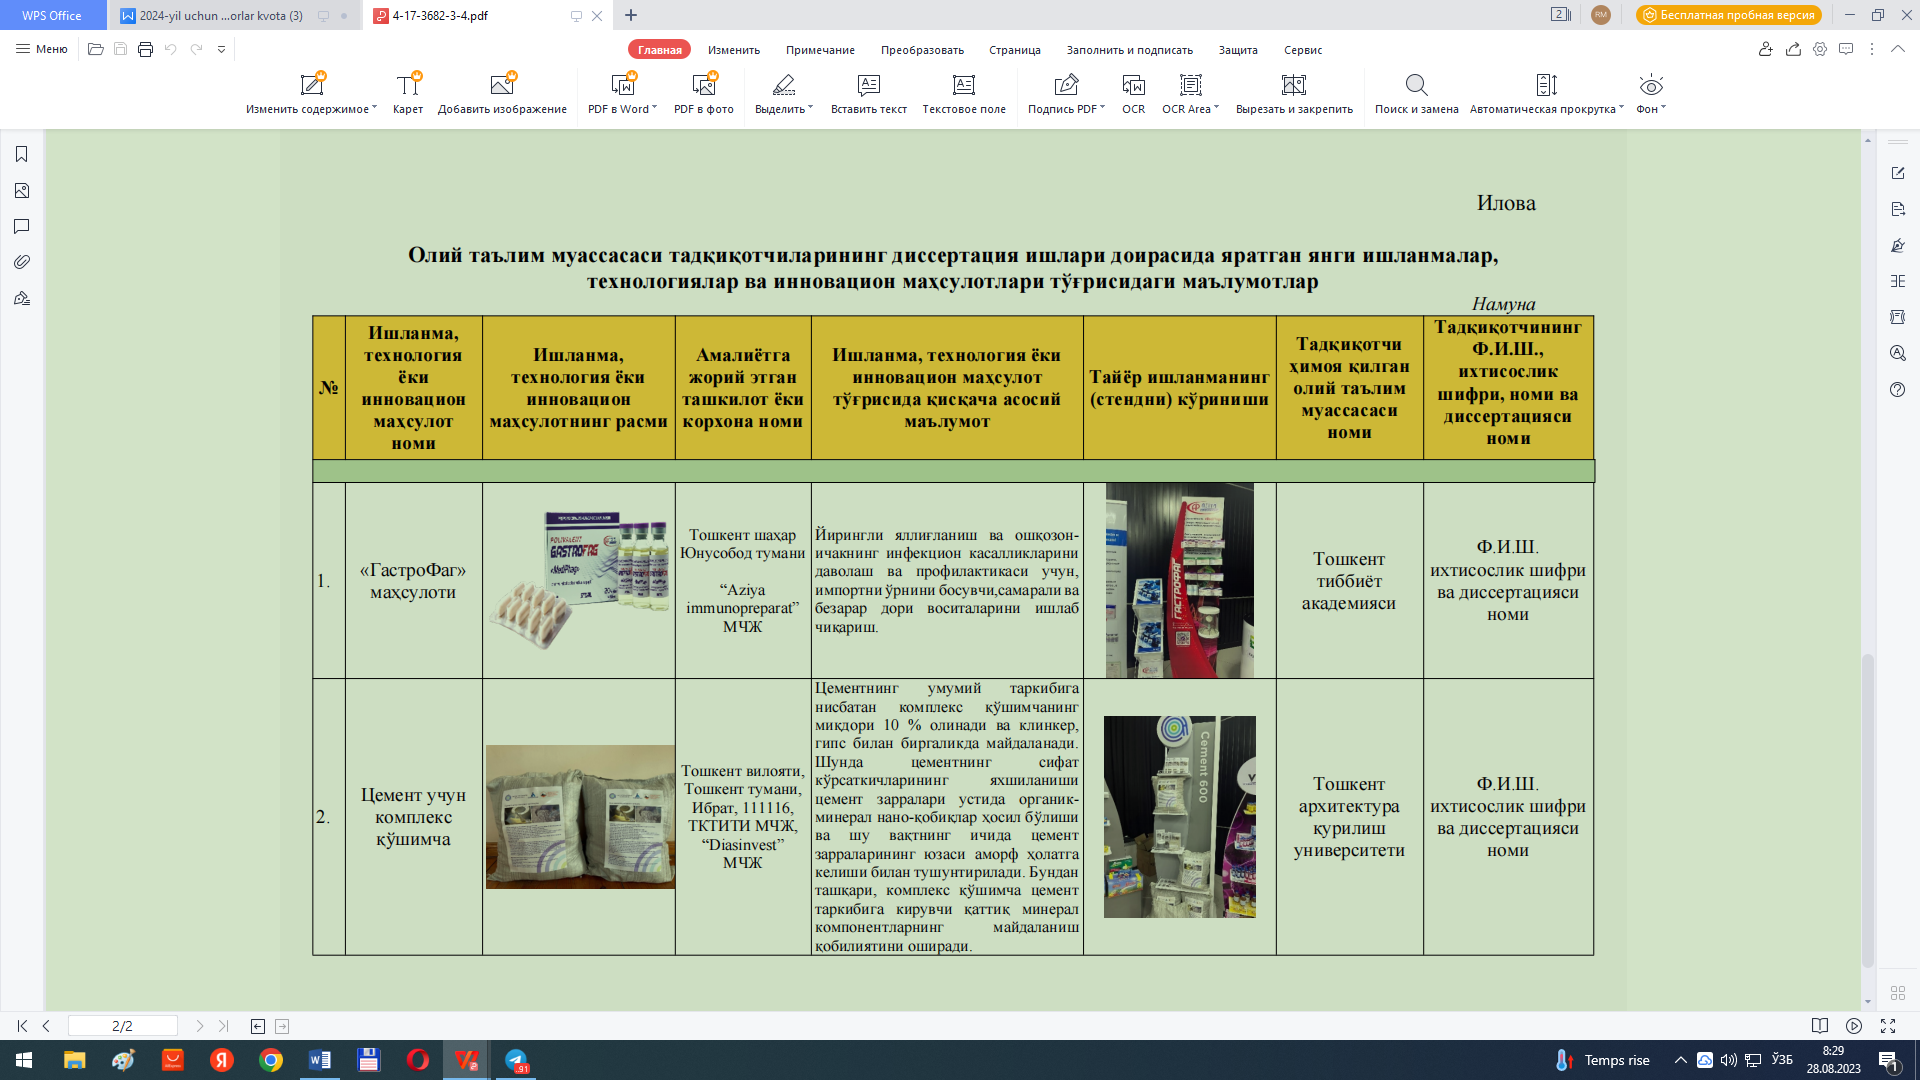 WPS Office
2024-yil uchun ...orlar kvota (3)
4-17-3682-3-4.pdf
2
RM
Бесплатная пробная версия
Меню
Главная
Изменить
Примечание
Преобразовать
Страница
Заполнить и подписать
Защита
Сервис
Изменить содержимое
Карет
Добавить изображение
PDF в Word
PDF в фото
Выделить
Вставить текст
Текстовое поле
Подпись PDF
OCR
OCR Area
Вырезать и закрепить
Поиск и замена
Автоматическая прокрутка
Фон
Илова
Олий таълим муассасаси тадқиқотчиларининг диссертация ишлари доирасида яратган янги ишланмалар,
технологиялар ва инновацион маҳсулотлари тўғрисидаги маълумотлар
Намуна
№
Ишланма,
технология
ёки
инновацион
маҳсулот
номи
Ишланма,
технология ёки
инновацион
маҳсулотнинг расми
Амалиётга
жорий этган
ташкилот ёки
корхона номи
Ишланма, технология ёки
инновацион маҳсулот
тўғрисида қисқача асосий
маълумот
Тайёр ишланманинг
(стендни) кўриниши
Тадқиқотчи
ҳимоя қилган
олий таълим
муассасаси
номи
Тадқиқотчининг
Ф.И.Ш.,
ихтисослик
шифри, номи ва
диссертацияси
номи
1.
«ГастроФаг»
маҳсулоти
GASTROFAG
Тошкент шаҳар
Юнусобод тумани
“Aziya
immunopreparat”
МЧЖ
Йирингли яллиғланиш ва ошқозон-
ичакнинг инфекцион касалликларини
даволаш ва профилактикаси учун,
импортни ўрнини босувчи,самарали ва
безарар дори воситаларини ишлаб
чиқариш.
ГАСТРОФАГ
Тошкент
тиббиёт
академияси
Ф.И.Ш.
ихтисослик шифри
ва диссертацияси
номи
2.
Цемент учун
комплекс
қўшимча
Тошкент вилояти,
Тошкент тумани,
Ибрат, 111116,
ТКТИТИ МЧЖ,
“Diasinvest”
МЧЖ
Цементнинг умумий таркибига
нисбатан комплекс қўшимчанинг
миқдори 10 % олинади ва клинкер,
гипс билан биргаликда майдаланади.
Шунда цементнинг сифат
кўрсаткичларининг яхшиланиши
цемент зарралари устида органик-
минерал нано-қобиқлар ҳосил бўлиши
ва шу вақтнинг ичида цемент
зарраларининг юзаси аморф ҳолатга
келиши билан тушунтирилади. Бундан
ташқари, комплекс қўшимча цемент
таркибига кирувчи қаттиқ минерал
компонентларнинг майдаланиш
қобилиятини оширади.
Cement 600
Тошкент
архитектура
қурилиш
университети
Ф.И.Ш.
ихтисослик шифри
ва диссертацияси
номи
2/2
91
Temps rise
ЎЗБ
8:29
28.08.2023
1